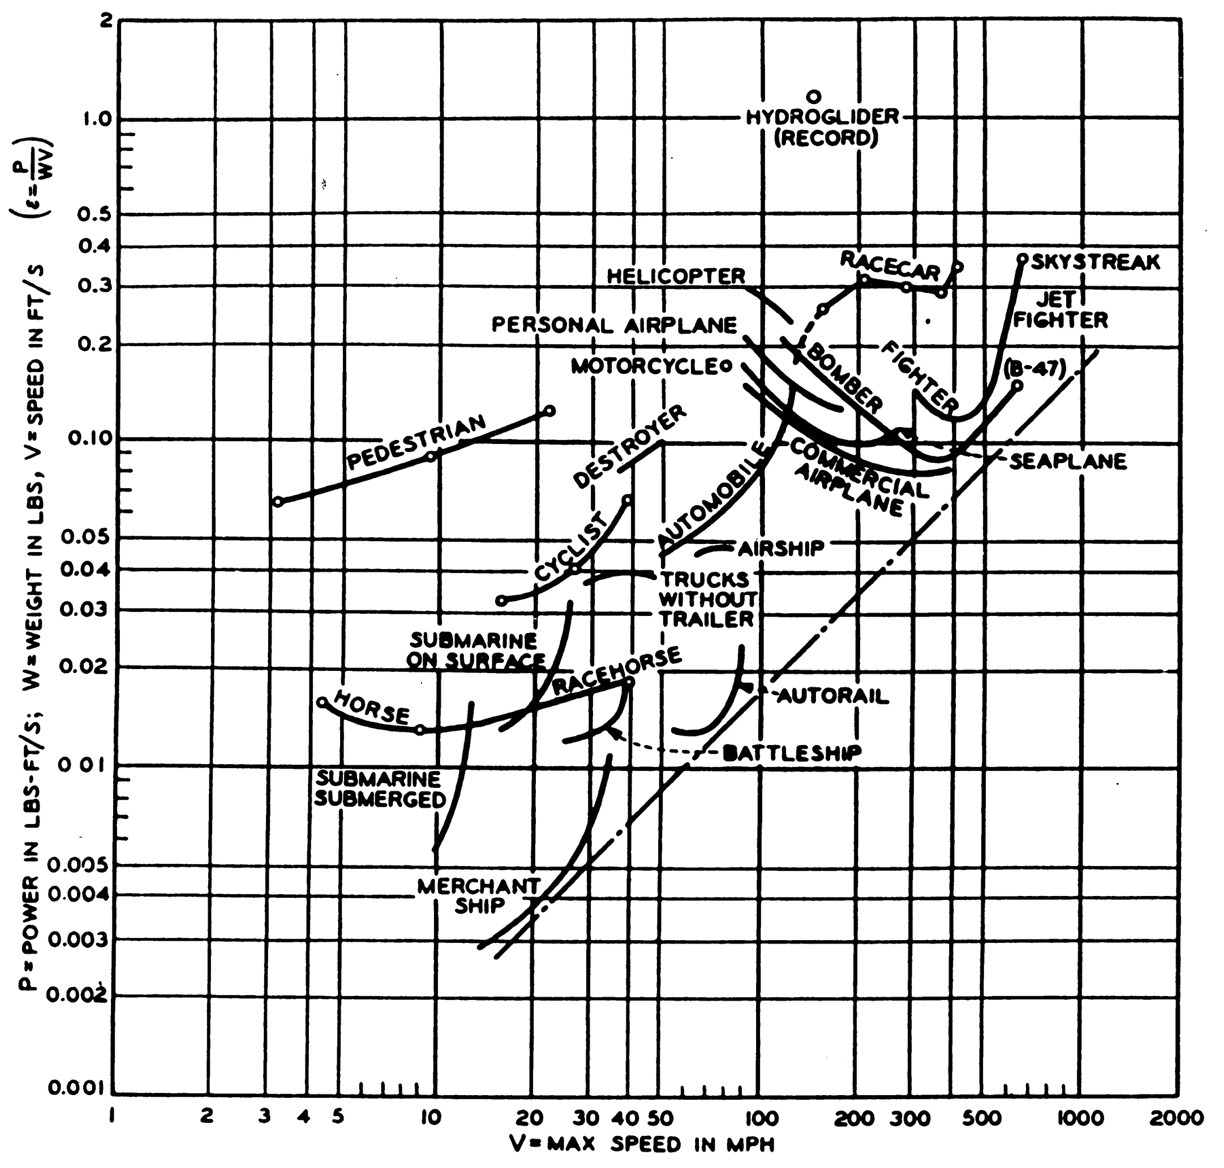 2
1.0
0.5
0.4
0.3
0.2
0.10
0.05
0.04
0.03
0.02
0 01
0.005
0.004
0.003
0.002
0.001
P=POWER IN LBS-FT/S; W=WEIGHT IN LBS, V=SPEED IN FT/S (ε=P/WV)
HYDROGLIDER
(RECORD)
RACECAR
SKYSTREAK
HELICOPTER
JET
FIGHTER
PERSONAL AIRPLANE
MOTORCYCLE
BOMBER
FIGHTER
(B-47)
PEDESTRIAN
DESTROYER
SEAPLANE
COMMERCIAL
AIRPLANE
AUTOMOBILE
AIRSHIP
CYCLIST
TRUCKS
WITHOUT
TRAILER
SUBMARINE
ON SURFACE
RACEHORSE
HORSE
AUTORAIL
BATTLESHIP
SUBMARINE
SUBMERGED
MERCHANT
SHIP
1 2 3 4 5 10 20 30 40 50 100 200 300 500 1000 2000
V=MAX SPEED IN MPH